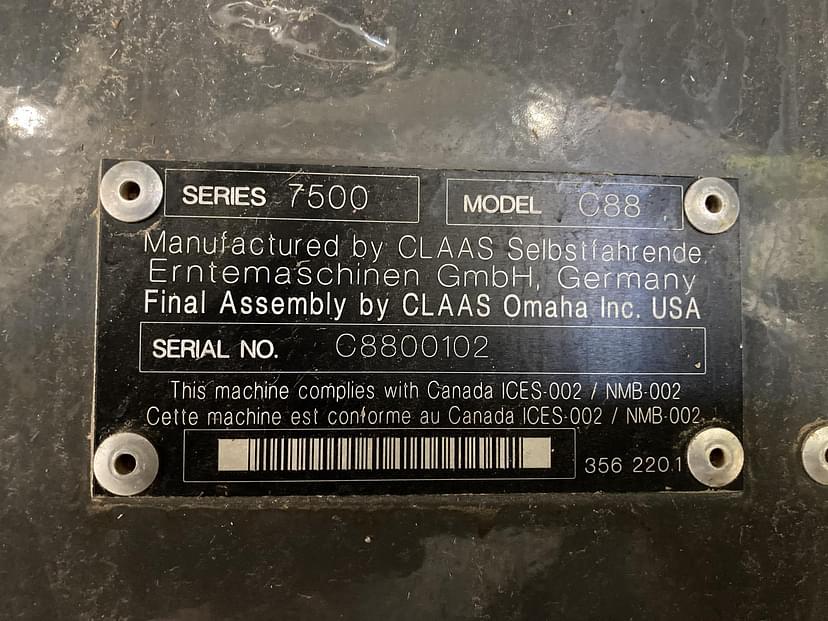 SERIES 7500 MODEL C88
Manufactured by CLAAS Selbstfahrende
Erntemaschinen GmbH, Germany
Final Assembly by CLAAS Omaha Inc. USA
SERIAL NO. C8800102
This machine complies with Canada ICES-002 / NMB-002
Cette machine est conforme au Canada ICES-002 / NMB-002
356 220.1